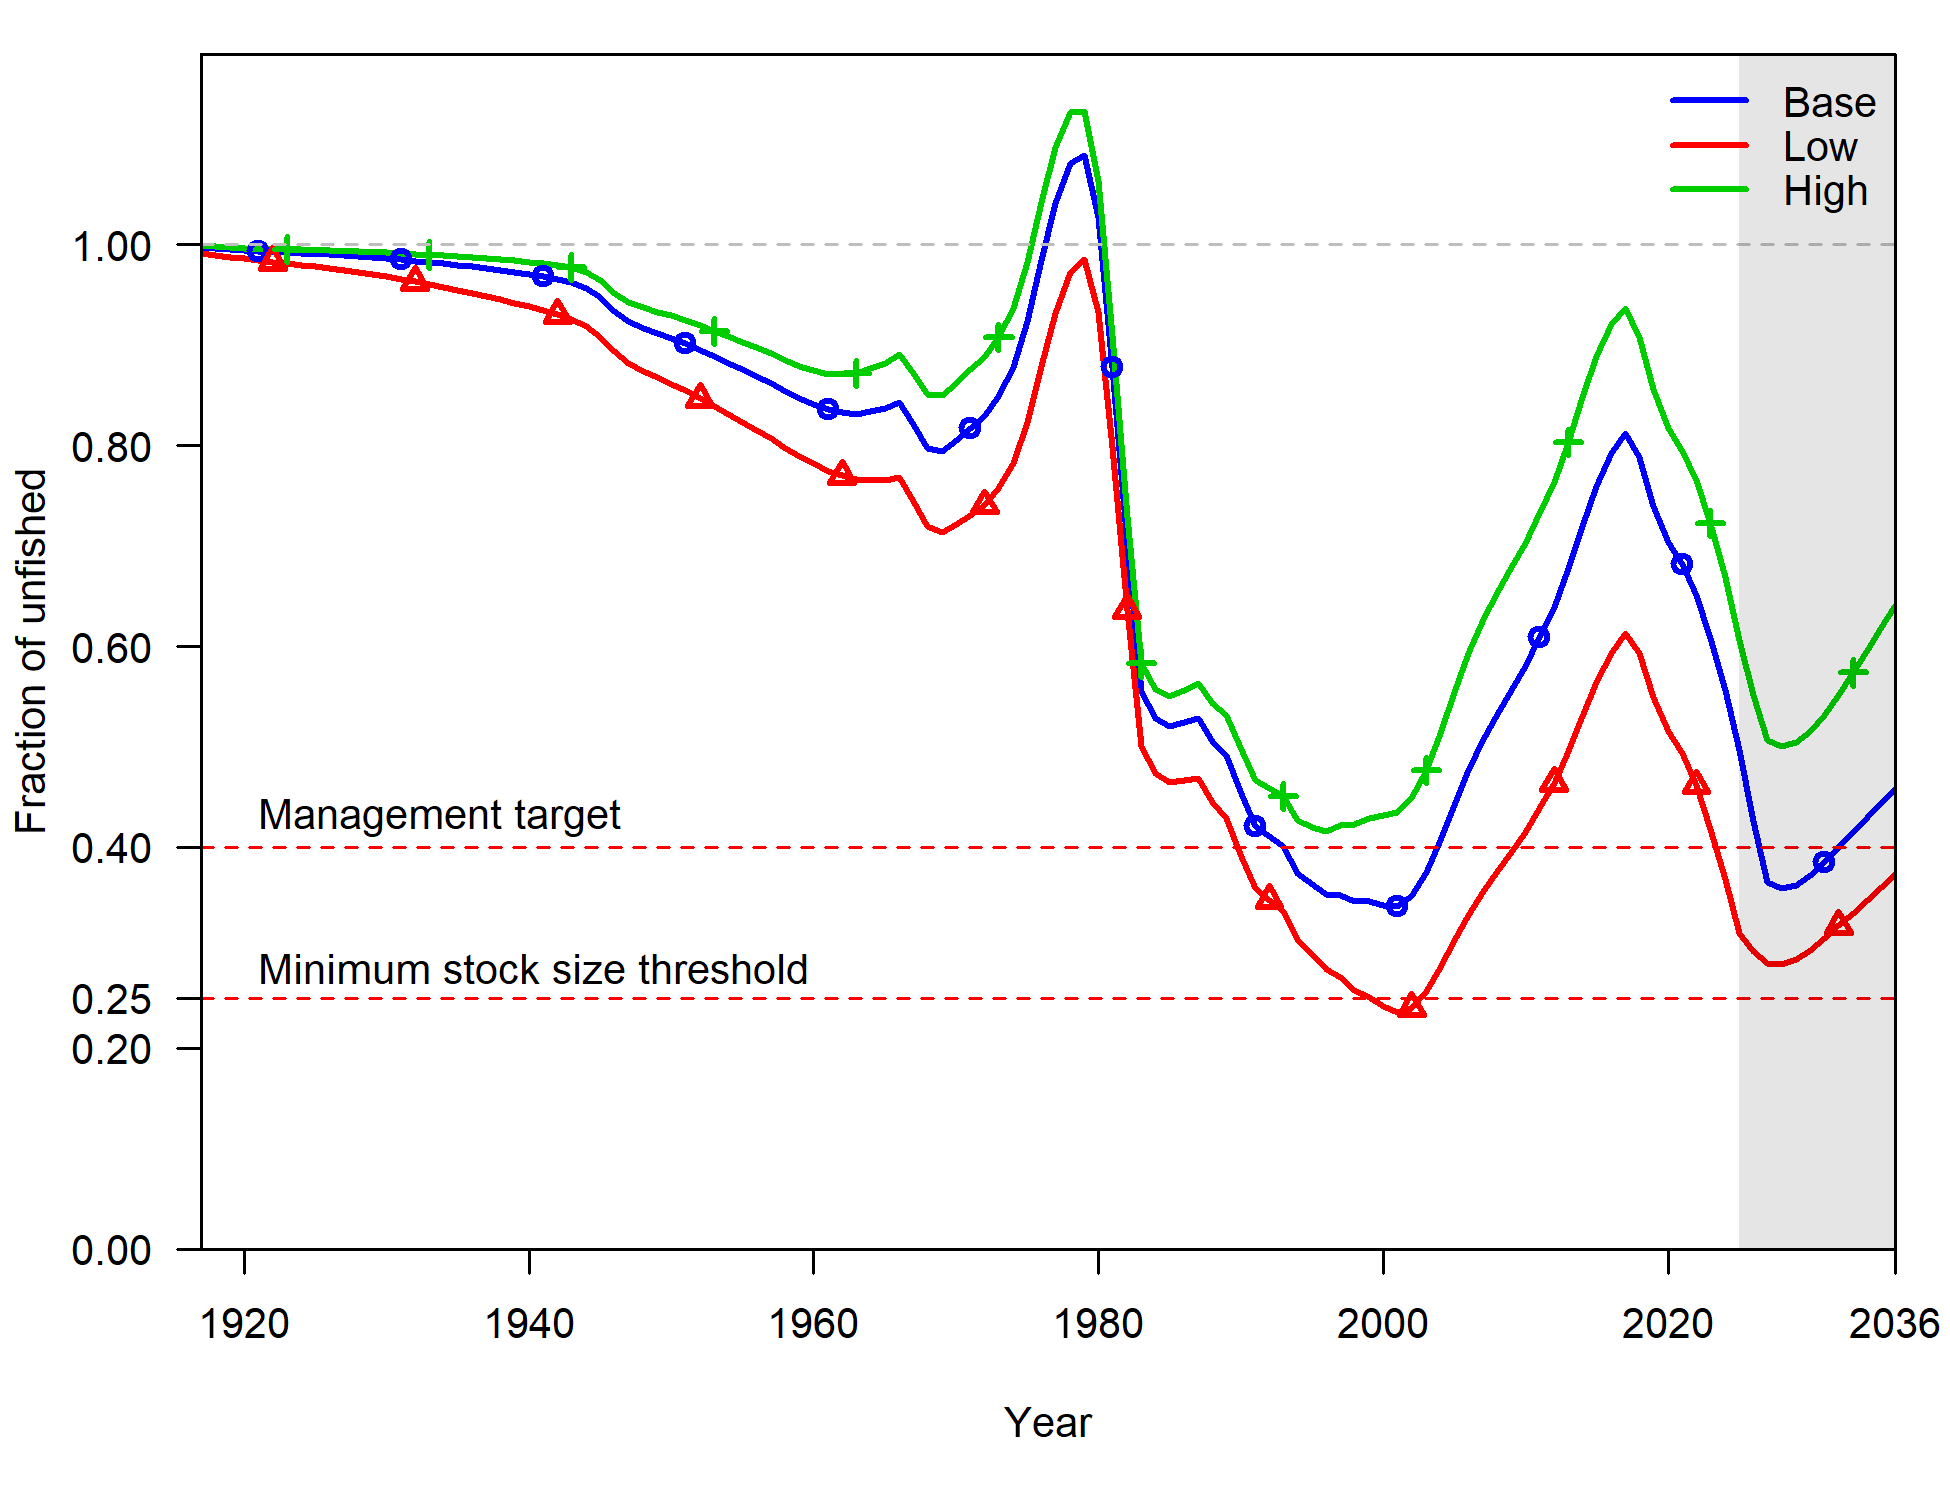 Base
Low
High
1.00
0.80
0.60
0.40
0.25
0.20
0.00
Fraction of unfished
Management target
Minimum stock size threshold
1920 1940 1960 1980 2000 2020 2036
Year